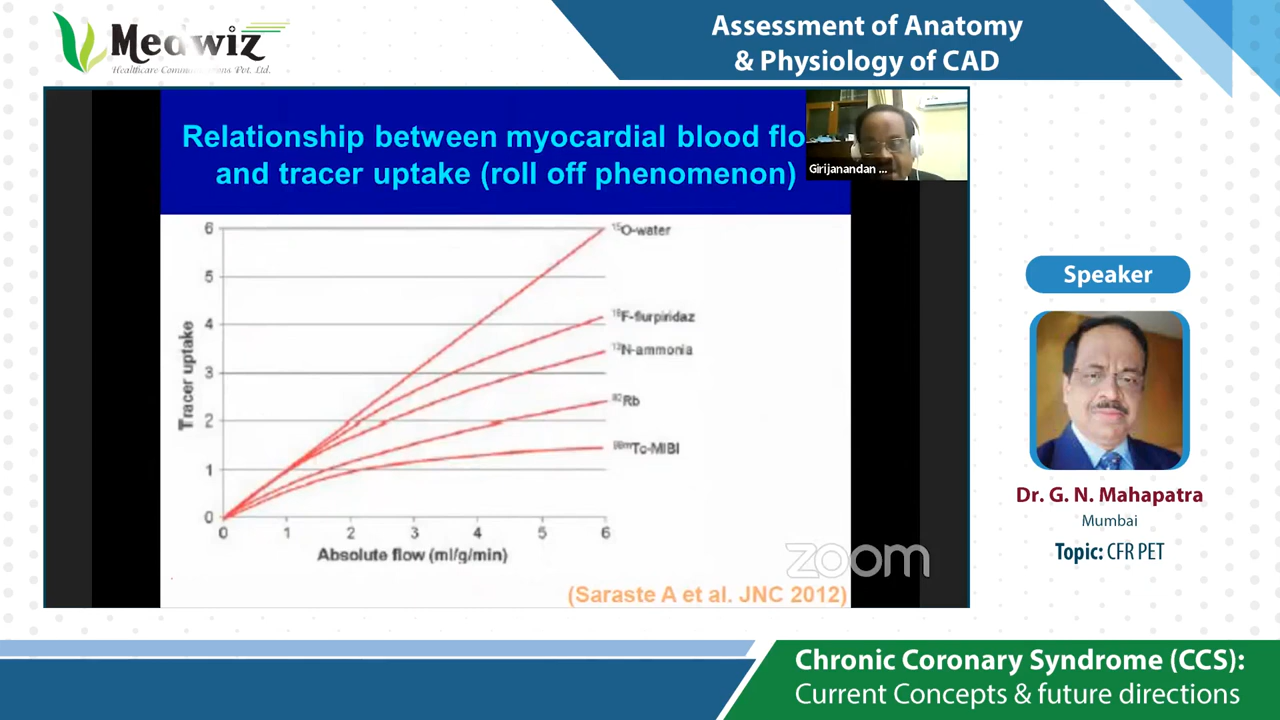 Medwiz
Healthcare Communications Pvt. Ltd.
Assessment of Anatomy
& Physiology of CAD
Relationship between myocardial blood flo
and tracer uptake (roll off phenomenon)
Girijanandan ...
6
5
4
3
2
1
0
Tracer uptake
15O-water
18F-flurpiridaz
13N-ammonia
82Rb
99mTc-MIBI
0 1 2 3 4 5 6
Absolute flow (ml/g/min)
zoom
(Saraste A et al. JNC 2012)
Speaker
Dr. G. N. Mahapatra
Mumbai
Topic: CFR PET
Chronic Coronary Syndrome (CCS):
Current Concepts & future directions